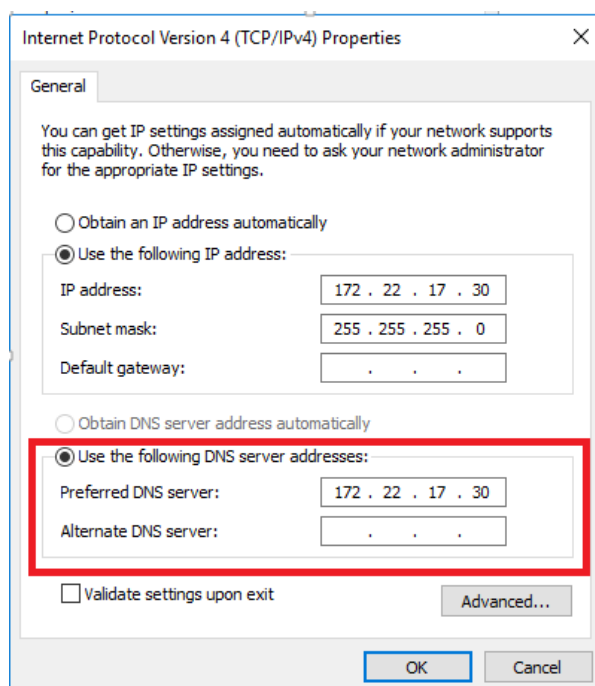 Internet Protocol Version 4 (TCP/IPv4) Properties
General
You can get IP settings assigned automatically if your network supports
this capability. Otherwise, you need to ask your network administrator
for the appropriate IP settings.
Obtain an IP address automatically
Use the following IP address:
IP address: 172 . 22 . 17 . 30
Subnet mask: 255 . 255 . 255 . 0
Default gateway: . . .
Obtain DNS server address automatically
Use the following DNS server addresses:
Preferred DNS server: 172 . 22 . 17 . 30
Alternate DNS server: . . .
Validate settings upon exit
Advanced...
OK Cancel